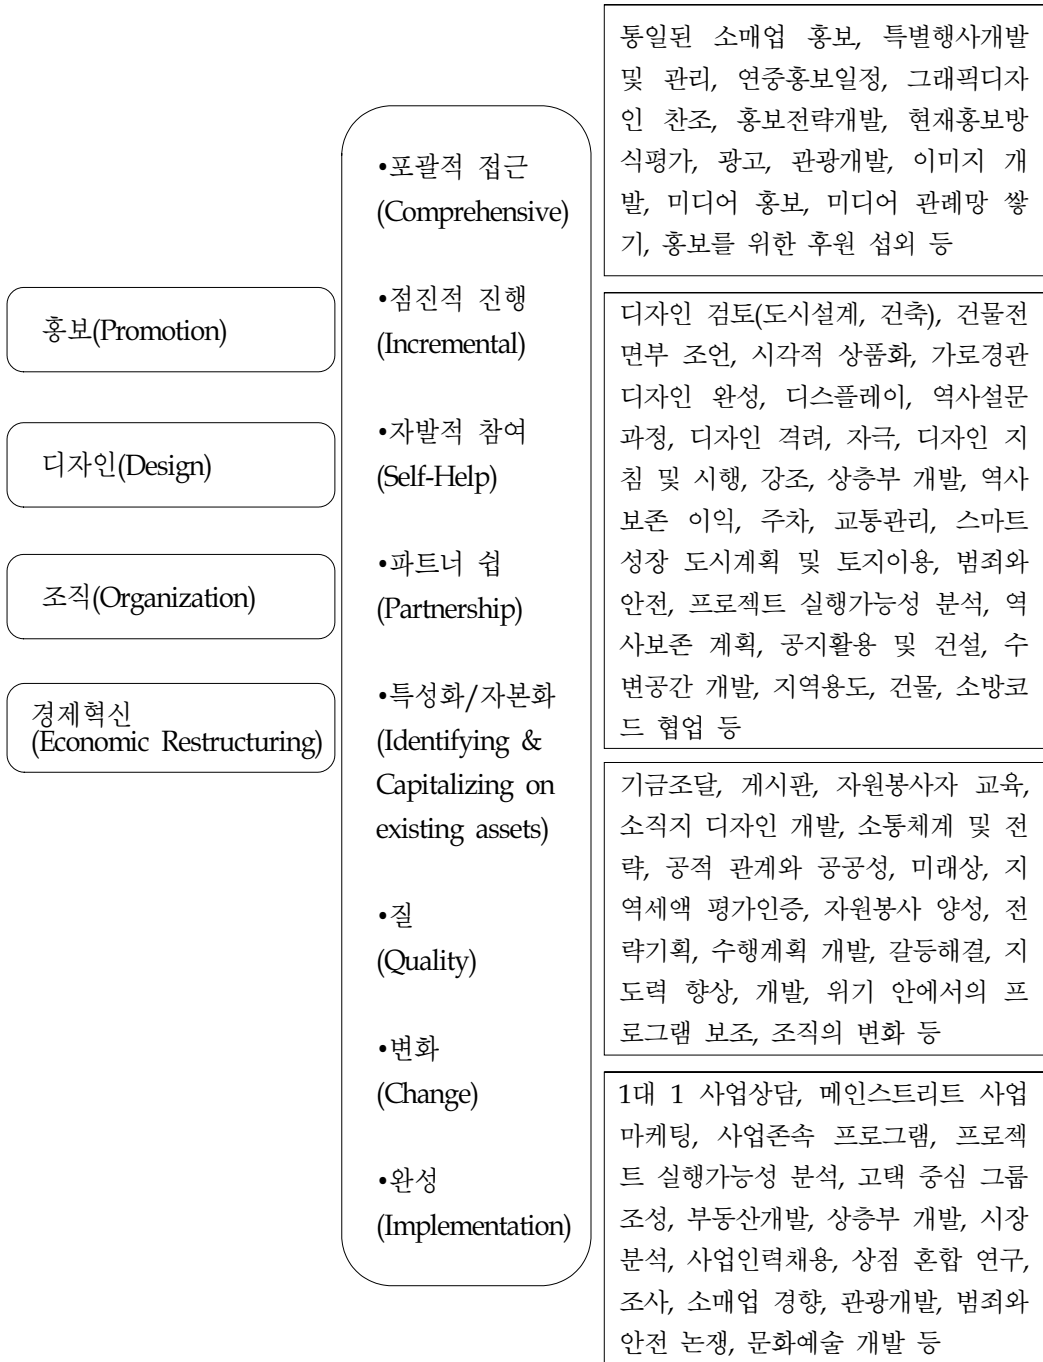 홍보(Promotion)
디자인(Design)
조직(Organization)
경제혁신
(Economic Restructuring)
•포괄적 접근
(Comprehensive)
•점진적 진행
(Incremental)
•자발적 참여
(Self-Help)
•파트너 쉽
(Partnership)
•특성화/자본화
(Identifying &
Capitalizing on
existing assets)
•질
(Quality)
•변화
(Change)
•완성
(Implementation)
통일된 소매업 홍보, 특별행사개발
및 관리, 연중홍보일정, 그래픽디자
인 찬조, 홍보전략개발, 현재홍보방
식평가, 광고, 관광개발, 이미지 개
발, 미디어 홍보, 미디어 관례망 쌓
기, 홍보를 위한 후원 섭외 등
디자인 검토(도시설계, 건축), 건물전
면부 조언, 시각적 상품화, 가로경관
디자인 완성, 디스플레이, 역사설문
과정, 디자인 격려, 자극, 디자인 지
침 및 시행, 강조, 상층부 개발, 역사
보존 이익, 주차, 교통관리, 스마트
성장 도시계획 및 토지이용, 범죄와
안전, 프로젝트 실행가능성 분석, 역
사보존 계획, 공지활용 및 건설, 수
변공간 개발, 지역용도, 건물, 소방코
드 협업 등
기금조달, 게시판, 자원봉사자 교육,
소직지 디자인 개발, 소통체계 및 전
략, 공적 관계와 공공성, 미래상, 지
역세액 평가인증, 자원봉사 양성, 전
략기획, 수행계획 개발, 갈등해결, 지
도력 향상, 개발, 위기 안에서의 프
로그램 보조, 조직의 변화 등
1대 1 사업상담, 메인스트리트 사업
마케팅, 사업존속 프로그램, 프로젝
트 실행가능성 분석, 고택 중심 그룹
조성, 부동산개발, 상층부 개발, 시장
분석, 사업인력채용, 상점 혼합 연구,
조사, 소매업 경향, 관광개발, 범죄와
안전 논쟁, 문화예술 개발 등